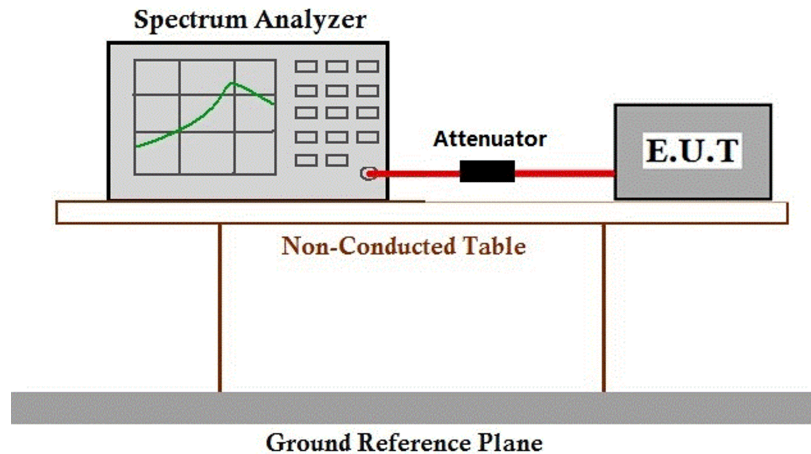 Spectrum Analyzer
Attenuator
E.U.T
Non-Conducted Table
Ground Reference Plane